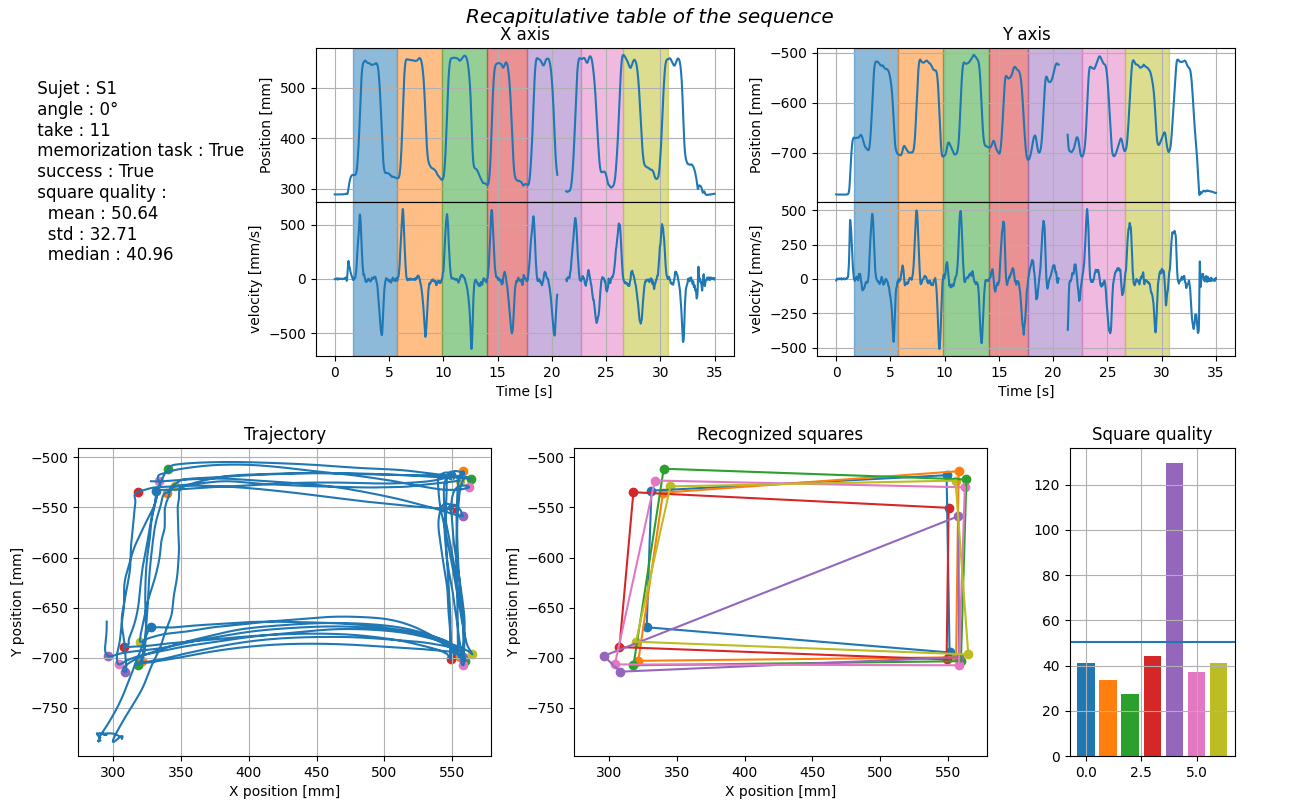 Recapitulative table of the sequence
X axis
Y axis
Sujet : S1
angle : 0°
take : 11
memorization task : True
success : True
square quality :
mean : 50.64
std : 32.71
median : 40.96
Position [mm]
500
400
300
velocity [mm/s]
500
0
−500
0 5 10 15 20 25 30 35
Time [s]
Position [mm]
−500
−600
−700
velocity [mm/s]
500
250
0
−250
−500
0 5 10 15 20 25 30 35
Time [s]
Trajectory
Y position [mm]
−500
−550
−600
−650
−700
−750
300 350 400 450 500 550
X position [mm]
Recognized squares
Y position [mm]
−500
−550
−600
−650
−700
−750
300 350 400 450 500 550
X position [mm]
Square quality
120
100
80
60
40
20
0
0.0 2.5 5.0